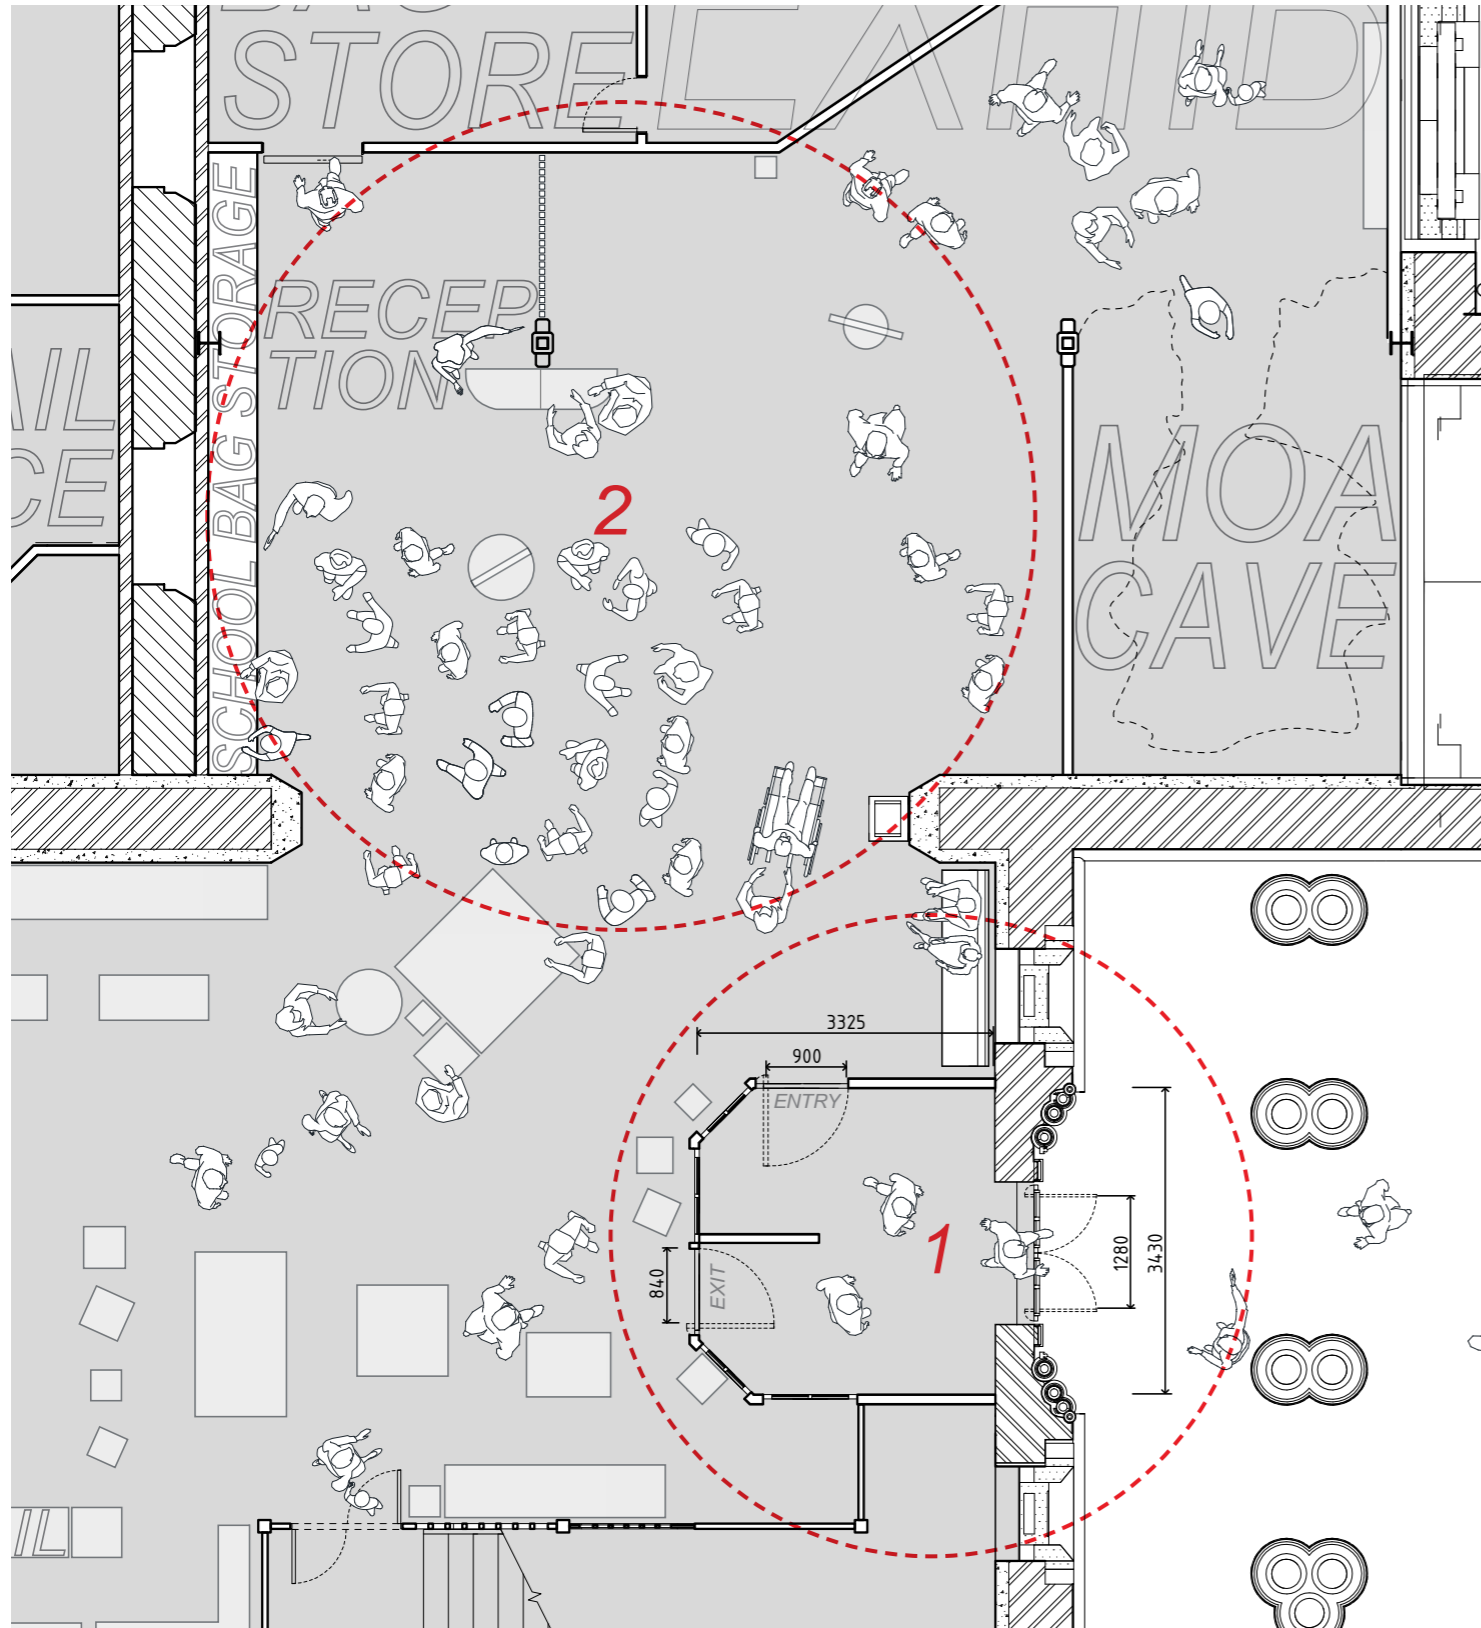 STORE
SCHOOL BAG STORAGE
RECEP
TION
2
MOA
CAVE
3325
900
ENTRY
1
1280
3430
840
EXIT